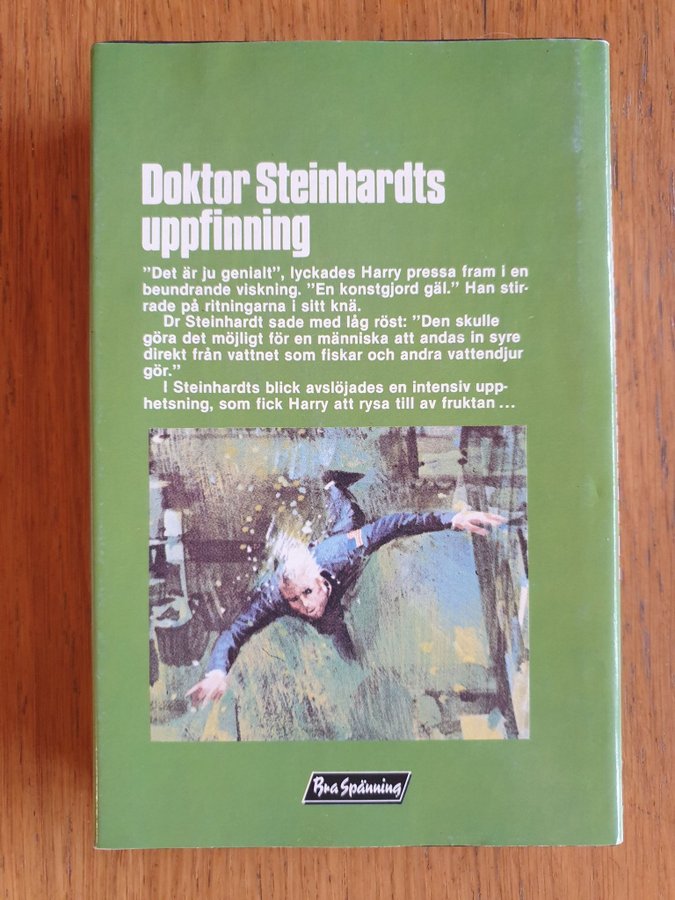 Doktor Steinhardts
uppfinning
"Det är ju genialt", lyckades Harry pressa fram i en
beundrande viskning. "En konstgjord gäl." Han stir-
rade på ritningarna i sitt knä.
Dr Steinhardt sade med låg röst: "Den skulle
göra det möjligt för en människa att andas in syre
direkt från vattnet som fiskar och andra vattendjur
gör."
I Steinhardts blick avslöjades en intensiv upp-
hetsning, som fick Harry att rysa till av fruktan ...
Bra Spänning